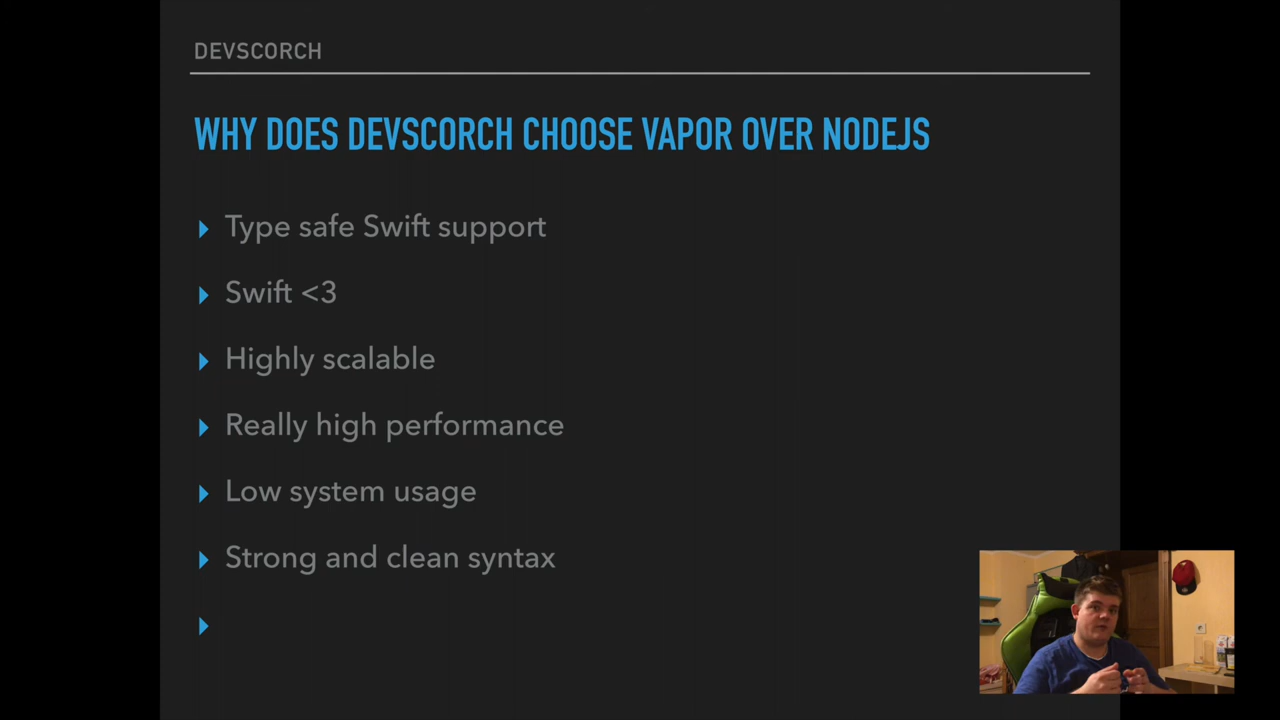 DEVSCORCH
WHY DOES DEVSCORCH CHOOSE VAPOR OVER NODEJS
Type safe Swift support
Swift <3
Highly scalable
Really high performance
Low system usage
Strong and clean syntax